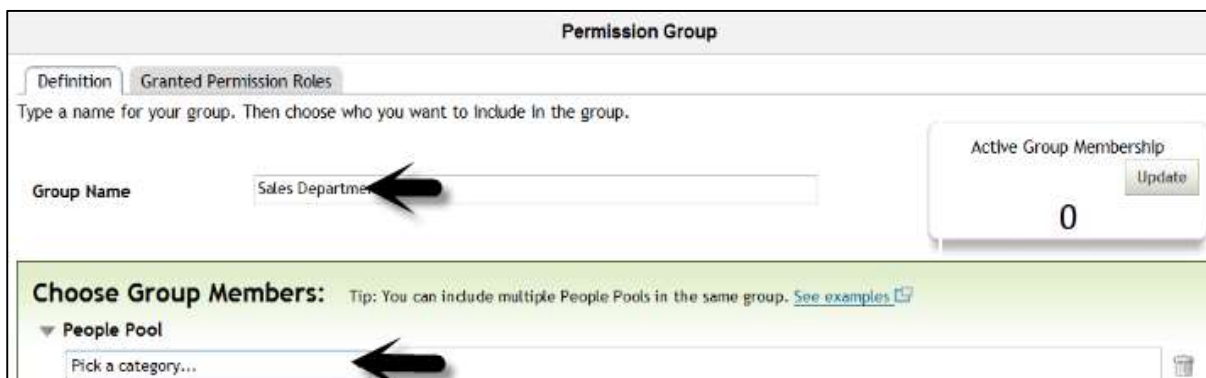 Permission Group
Definition Granted Permission Roles
Type a name for your group. Then choose who you want to include in the group.
Active Group Membership
Update
Group Name Sales Departme
0
Choose Group Members: Tip: You can include multiple People Pools in the same group. See examples
People Pool
Pick a category...